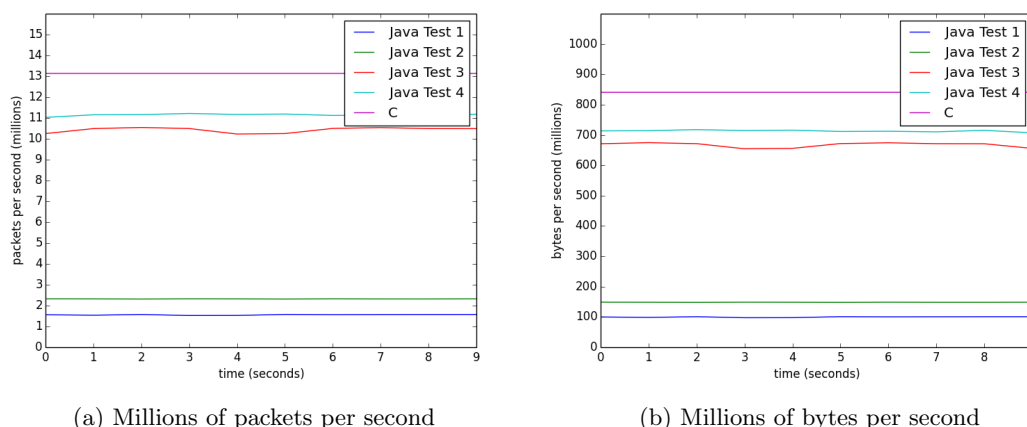 15
14
13
12
11
10
9
8
7
6
5
4
3
2
1
0
packets per second (millions)
0 1 2 3 4 5 6 7 8 9
time (seconds)
Java Test 1
Java Test 2
Java Test 3
Java Test 4
C
(a) Millions of packets per second
1000
900
800
700
600
500
400
300
200
100
0
bytes per second (millions)
0 1 2 3 4 5 6 7 8
time (seconds)
Java Test 1
Java Test 2
Java Test 3
Java Test 4
C
(b) Millions of bytes per second